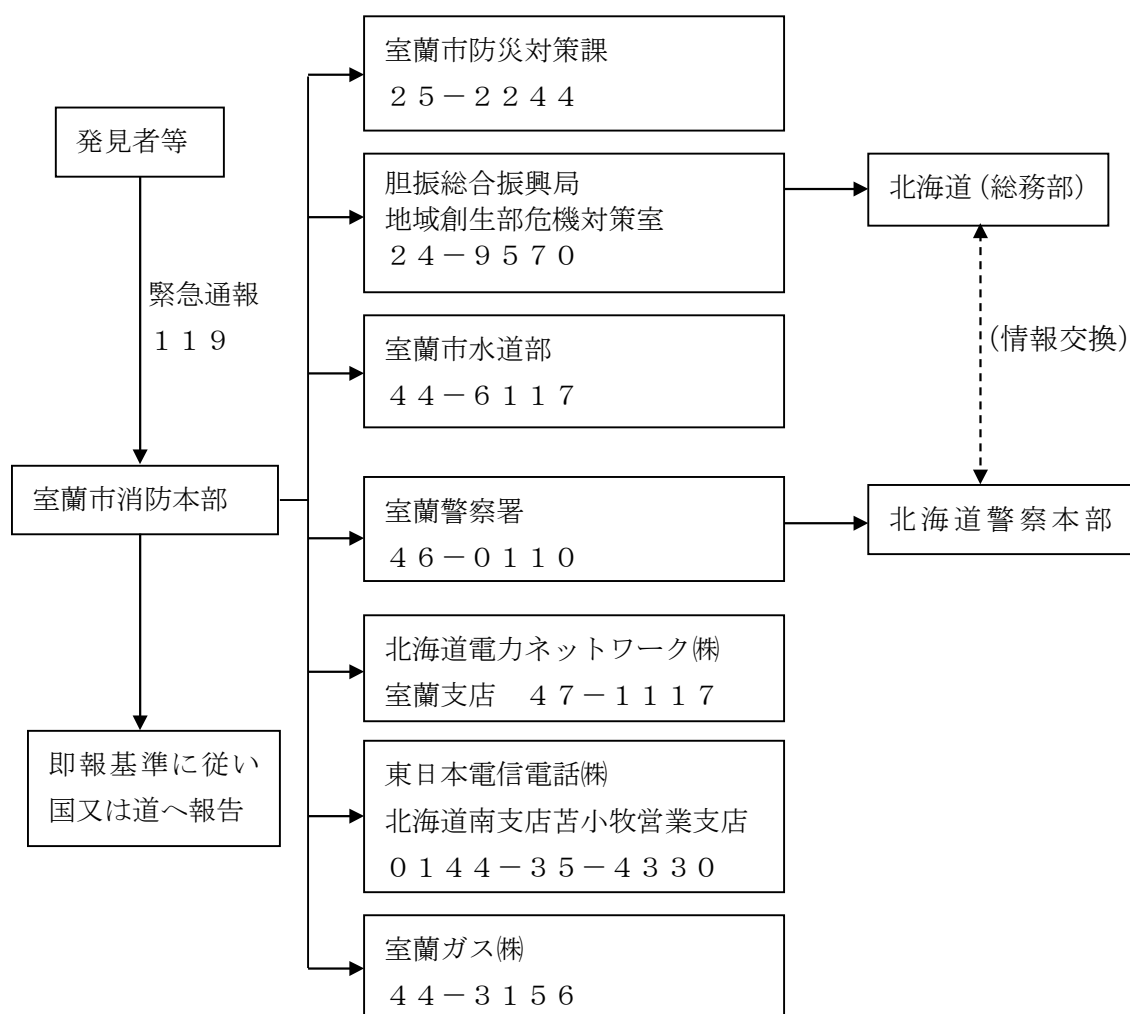 発見者等
緊急通報
１１９
室蘭市消防本部
即報基準に従い
国又は道へ報告
室蘭市防災対策課
２５－２２４４
胆振総合振興局
地域創生部危機対策室
２４－９５７０
室蘭市水道部
４４－６１１７
室蘭警察署
４６－０１１０
北海道電力ネットワーク㈱
室蘭支店　４７－１１１７
東日本電信電話㈱
北海道南支店苫小牧営業支店
０１４４－３５－４３３０
室蘭ガス㈱
４４－３１５６
北海道（総務部）
（情報交換）
北海道警察本部